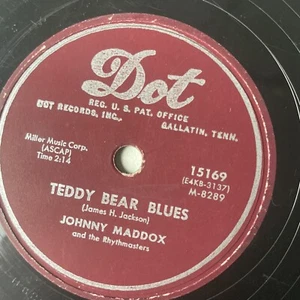 Dot
REG. U. S. PAT. OFFICE
DOT RECORDS, INC.,
GALLATIN, TENN.
Miller Music Corp.
(ASCAP)
Time 2:14
15169
(E4KB-3137)
M-8289
TEDDY BEAR BLUES
(James H. Jackson)
JOHNNY MADDOX
and the Rhythmasters